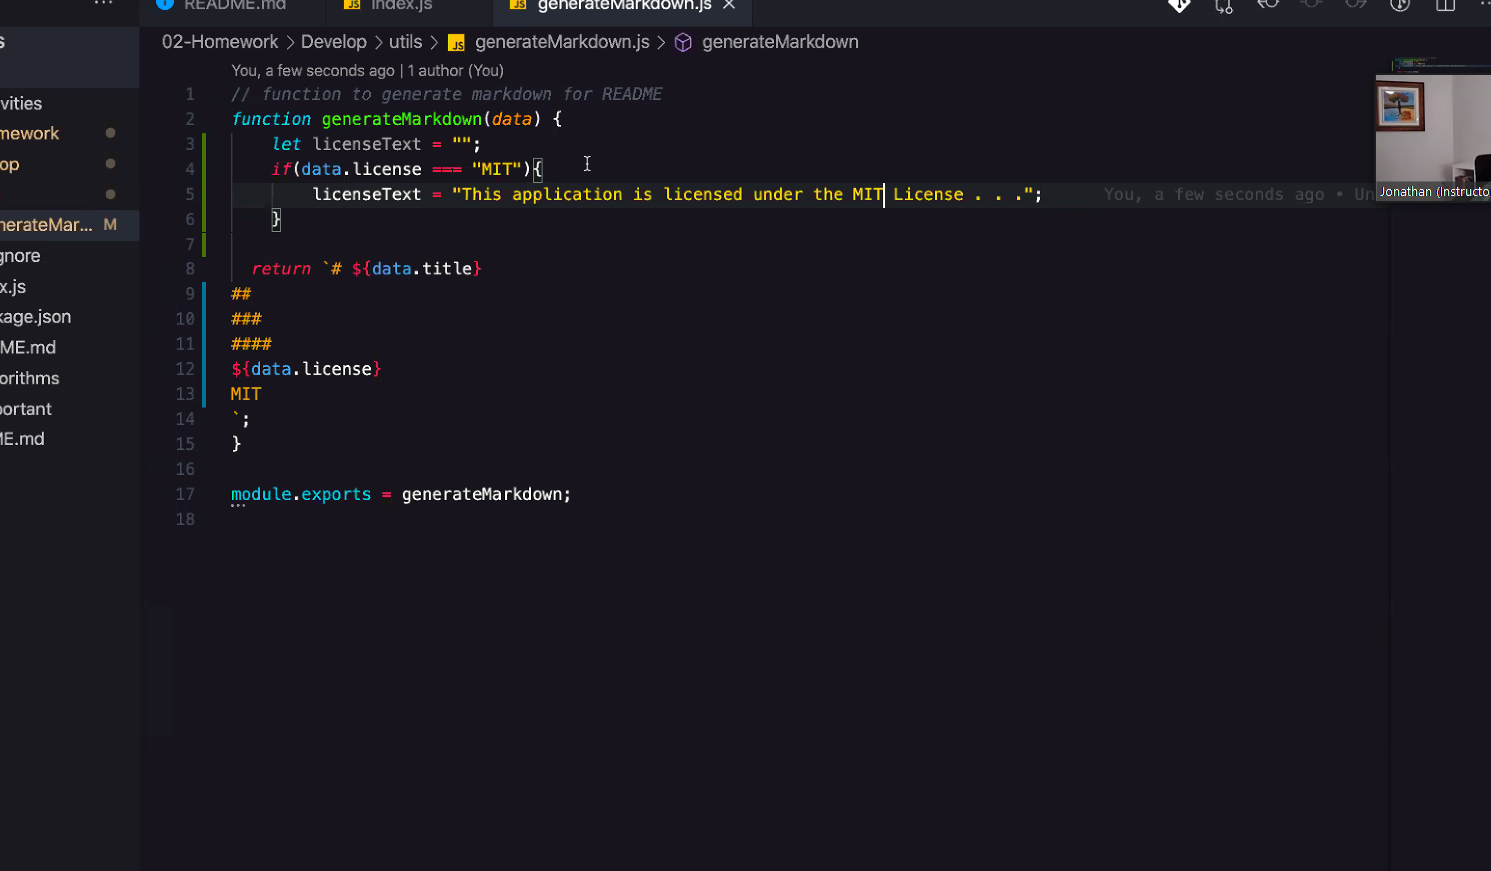 README.md index.js generateMarkdown.js
02-Homework > Develop > utils > generateMarkdown.js > generateMarkdown
You, a few seconds ago | 1 author (You)
1 // function to generate markdown for README
2 function generateMarkdown(data) {
3 let licenseText = "";
4 if(data.license === "MIT"){
5 licenseText = "This application is licensed under the MIT License . . ."; You, a few seconds ago • Un
6 }
7
8 return `# ${data.title}
9 ##
10 ###
11 ####
12 ${data.license}
13 MIT
14 `;
15 }
16
17 module.exports = generateMarkdown;
18
s
vities
mework
op
nerateMar... M
gnore
x.js
kage.json
ME.md
orithms
portant
E.md
Jonathan (Instructo